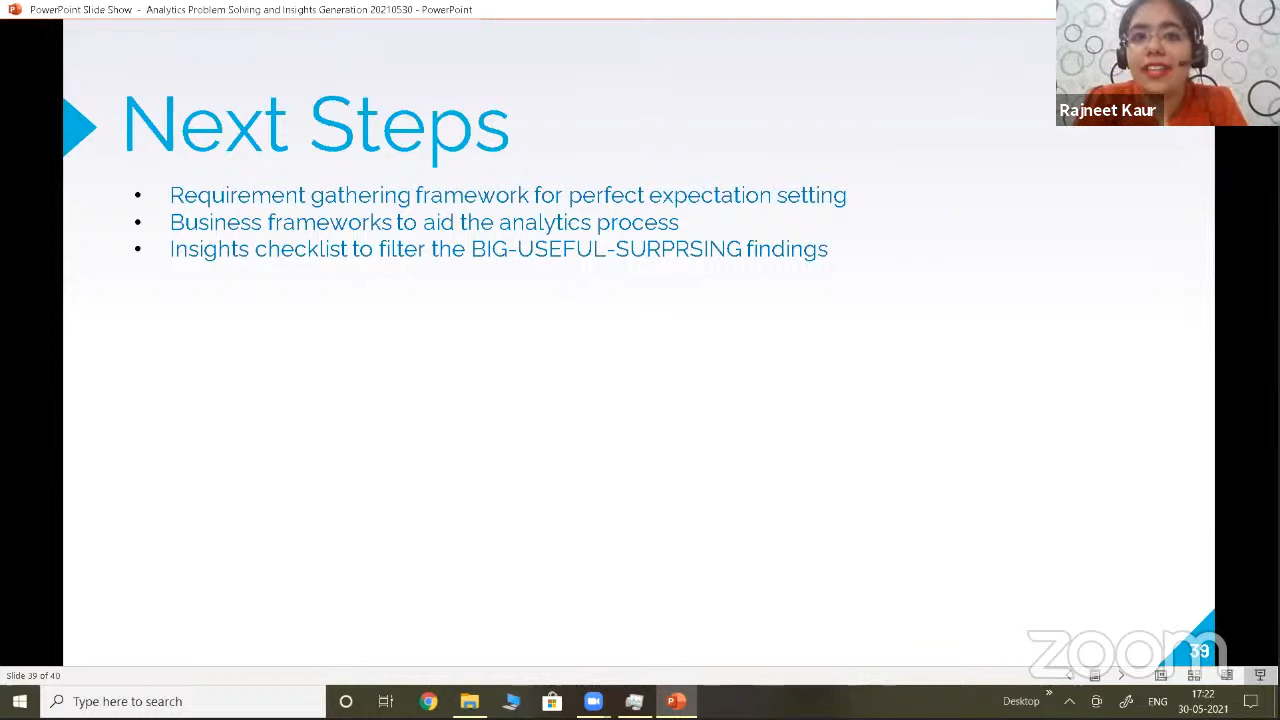 PowerPoint Slide Show - Analytics Problem Solving and Insights Generation 20210530 - PowerPoint
Rajneet Kaur
Next Steps
• Requirement gathering framework for perfect expectation setting
• Business frameworks to aid the analytics process
• Insights checklist to filter the BIG-USEFUL-SURPRSING findings
zoom
39
Slide 39 of 40
Type here to search
Desktop
ENG
17:22
30-05-2021